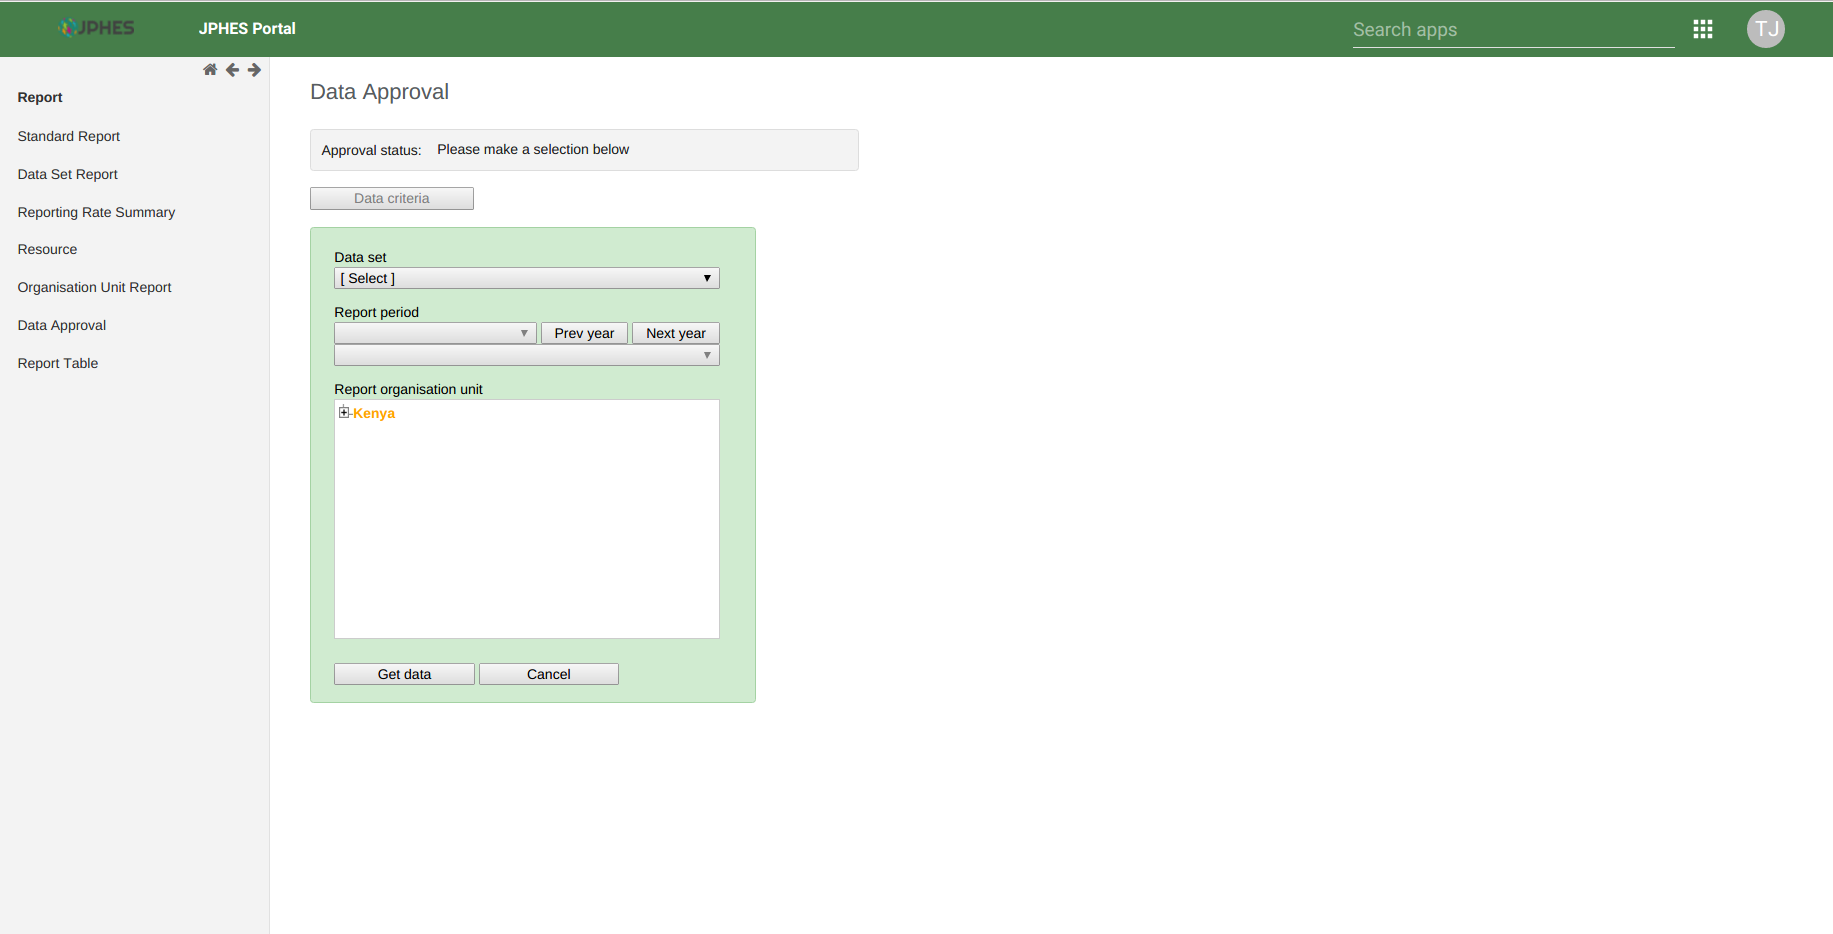 JPHES
JPHES Portal
Search apps
TJ
Report
Standard Report
Data Set Report
Reporting Rate Summary
Resource
Organisation Unit Report
Data Approval
Report Table
Data Approval
Approval status: Please make a selection below
Data criteria
Data set
[ Select ]
Report period
Prev year
Next year
Report organisation unit
Kenya
Get data
Cancel